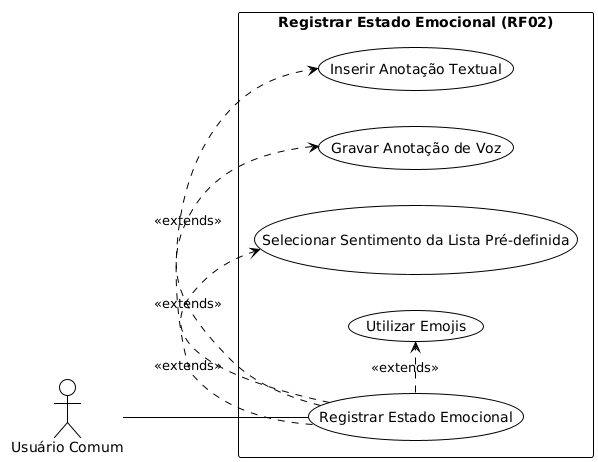 Registrar Estado Emocional (RF02)
Inserir Anotação Textual
Gravar Anotação de Voz
«extends»
Selecionar Sentimento da Lista Pré-definida
«extends»
Utilizar Emojis
«extends»
«extends»
Registrar Estado Emocional
Usuário Comum